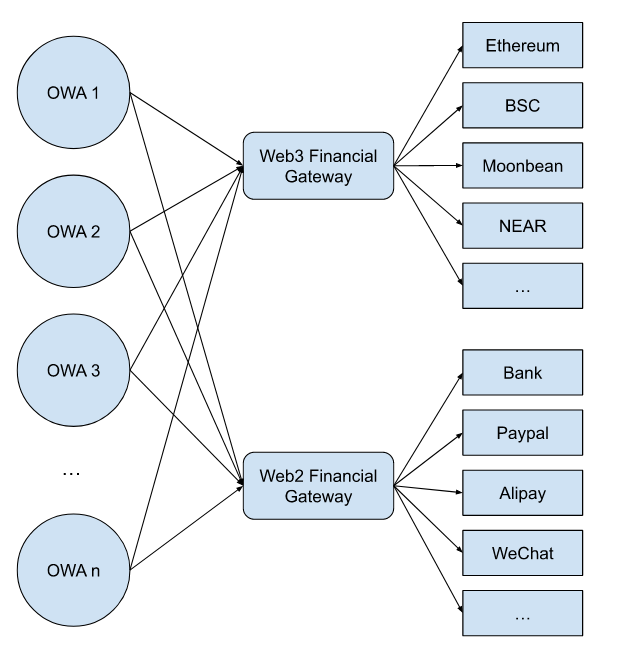 OWA 1
OWA 2
OWA 3
...
OWA n
Web3 Financial
Gateway
Web2 Financial
Gateway
Ethereum
BSC
Moonbean
NEAR
...
Bank
Paypal
Alipay
WeChat
...